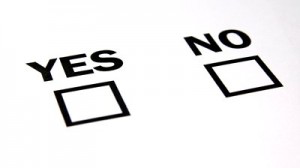 YES NO